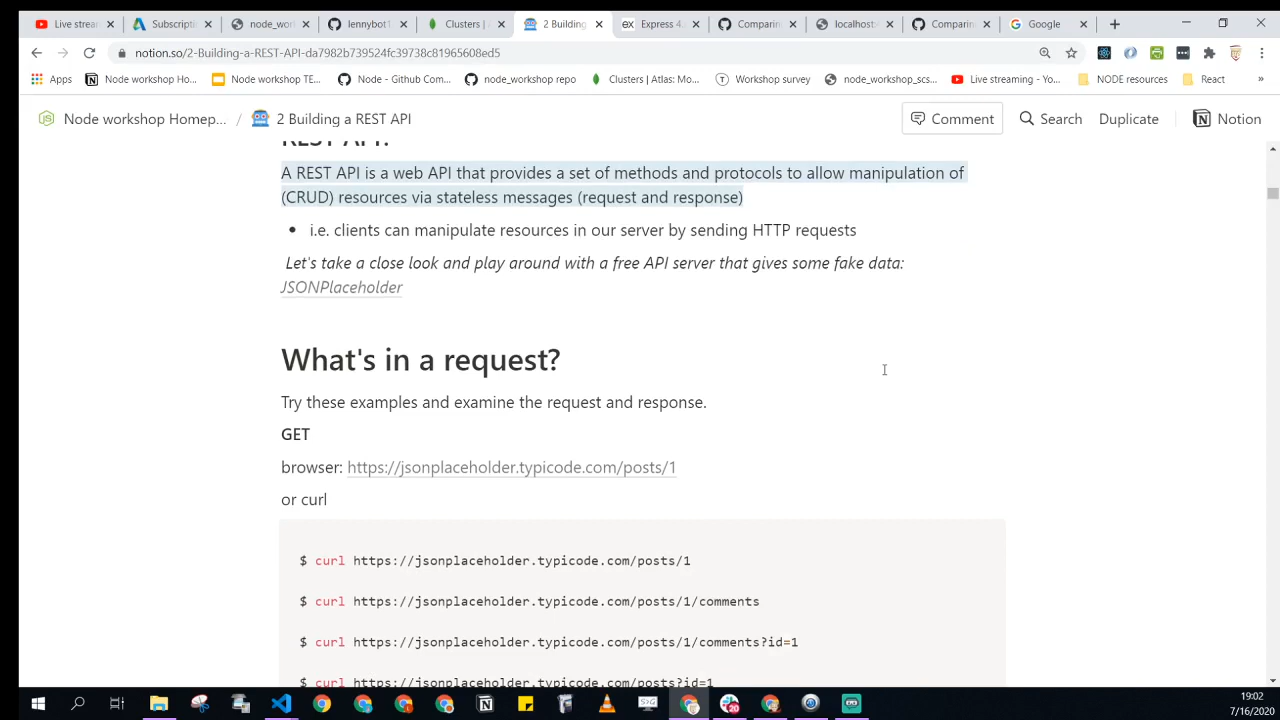 Live strean
Subscripti
node_worl
lennybot1
Clusters |
2 Building
Express 4.
Comparin
localhost:
Comparin
Google
notion.so/2-Building-a-REST-API-da7982b739524fc39738c81965608ed5
Apps
Node workshop Ho...
Node workshop TE...
Node - Github Com...
node_workshop repo
Clusters | Atlas: Mo...
Workshop survey
node_workshop_scs...
Live streaming - Yo...
NODE resources
React
»
Node workshop Homep... / 2 Building a REST API
Comment
Search
Duplicate
Notion
REST API?
A REST API is a web API that provides a set of methods and protocols to allow manipulation of
(CRUD) resources via stateless messages (request and response)
• i.e. clients can manipulate resources in our server by sending HTTP requests
Let's take a close look and play around with a free API server that gives some fake data:
JSONPlaceholder
What's in a request?
Try these examples and examine the request and response.
GET
browser: https://jsonplaceholder.typicode.com/posts/1
or curl
$ curl https://jsonplaceholder.typicode.com/posts/1
$ curl https://jsonplaceholder.typicode.com/posts/1/comments
$ curl https://jsonplaceholder.typicode.com/posts/1/comments?id=1
$ curl https://jsonplaceholder.typicode.com/posts?id=1
19:02
7/16/2020